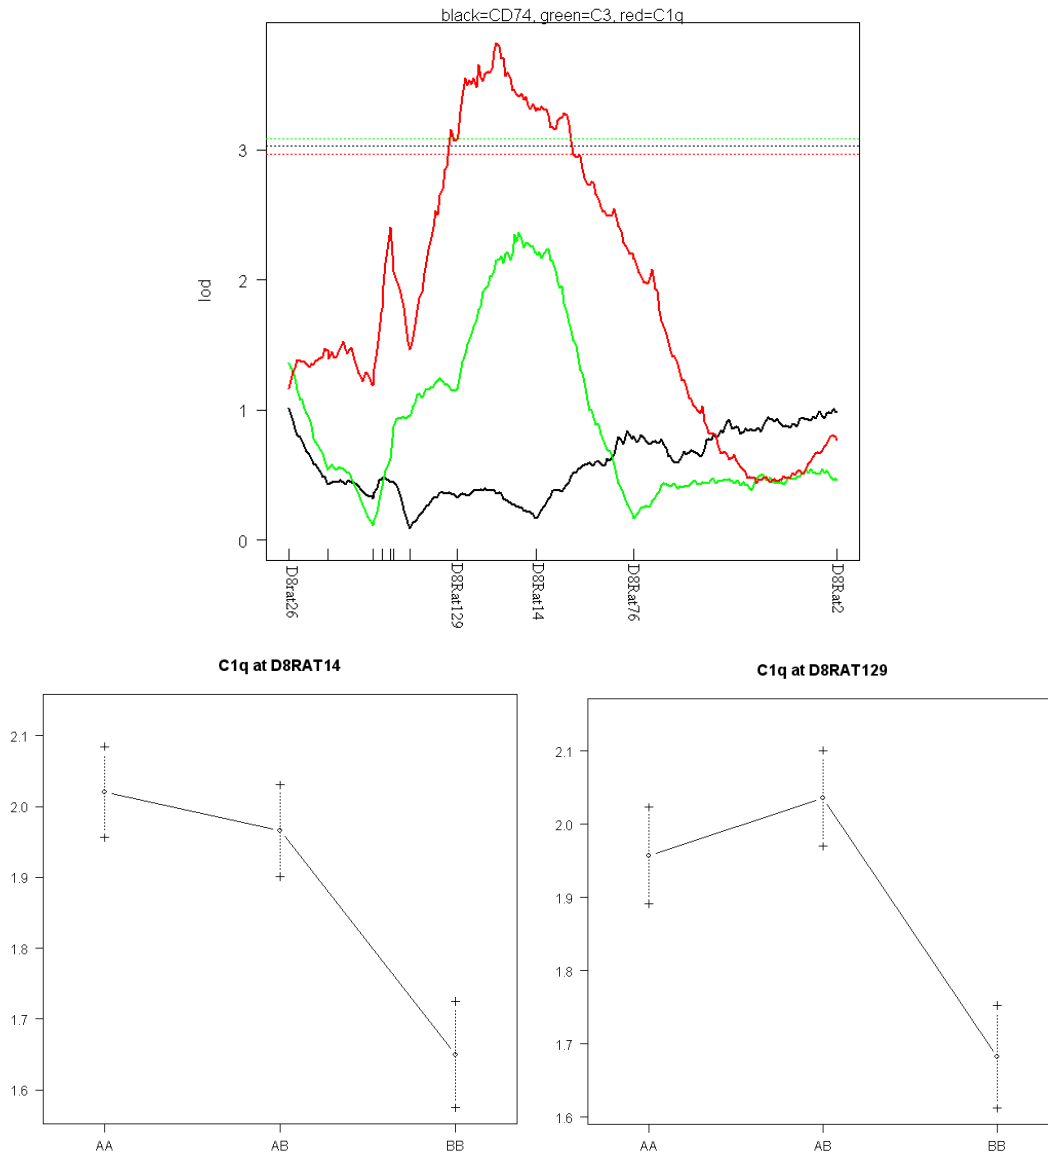 black=CD74, green=C3, red=C1q
3
2
1
0
lod
D8rat26
D8Rat129
D8Rat14
D8Rat76
D8Rat2
C1q at D8RAT14
2.1
2.0
1.9
1.8
1.7
1.6
AA AB BB
C1q at D8RAT129
2.1
2.0
1.9
1.8
1.7
1.6
AA AB BB